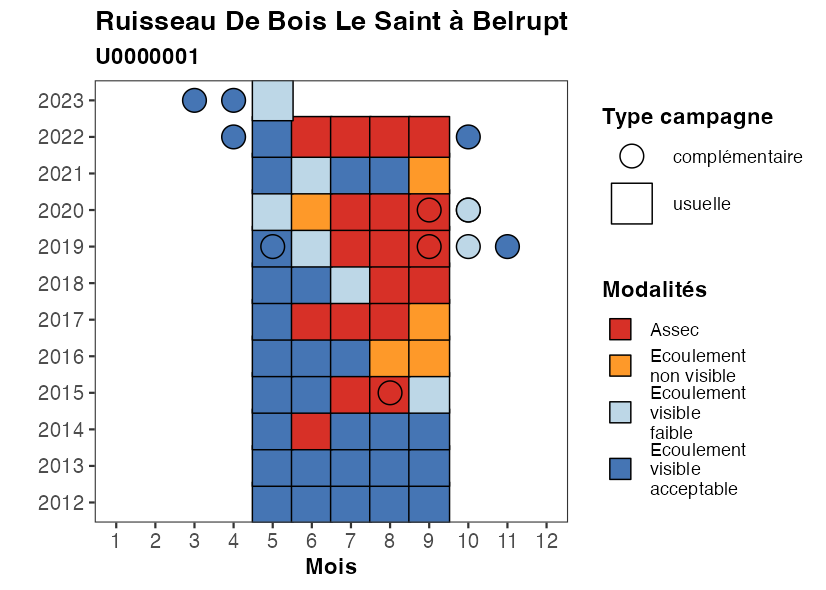 Ruisseau De Bois Le Saint à Belrupt
U0000001
2023
2022
2021
2020
2019
2018
2017
2016
2015
2014
2013
2012
1 2 3 4 5 6 7 8 9 10 11 12
Mois
Type campagne
complémentaire
usuelle
Modalités
Assec
Ecoulement
non visible
Ecoulement
visible
faible
Ecoulement
visible
acceptable